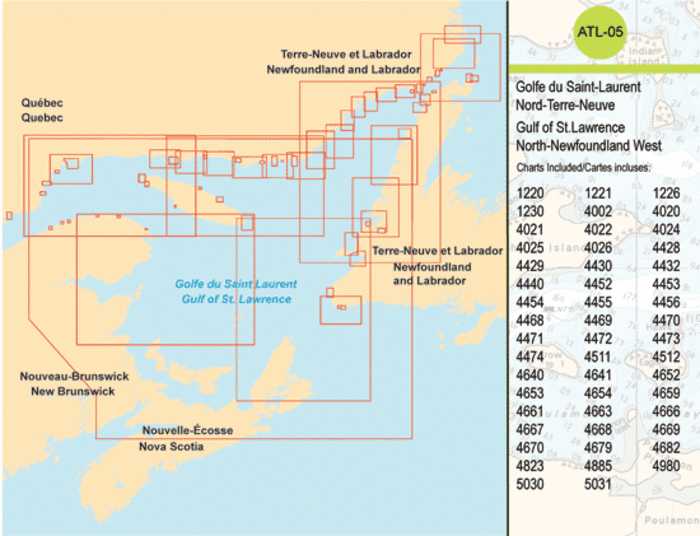 Terre-Neuve et Labrador
Newfoundland and Labrador
Québec
Quebec
Terre-Neuve et Labrador
Newfoundland
and Labrador
Golfe du Saint Laurent
Gulf of St. Lawrence
Nouveau-Brunswick
New Brunswick
Nouvelle-Écosse
Nova Scotia
ATL-05
Indian
Island
Golfe du Saint-Laurent
Nord-Terre-Neuve
Gulf of St.Lawrence
North-Newfoundland West
Charts Included/Cartes incluses:
1220 1221 1226
1230 4002 4020
4021 4022 4024
4025 4026 4428
4429 4430 4432
4440 4452 4453
4454 4455 4456
4468 4469 4470
4471 4472 4473
4474 4511 4512
4640 4641 4652
4653 4654 4659
4661 4663 4666
4667 4668 4669
4670 4679 4682
4823 4885 4980
5030 5031
Poulamon